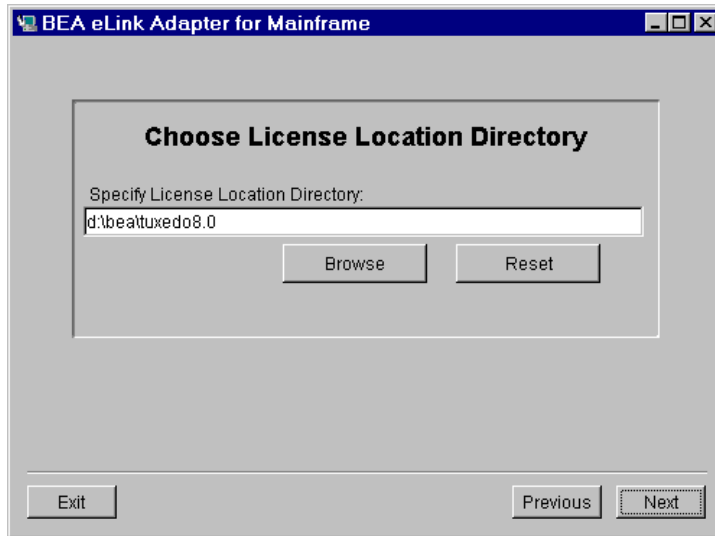 BEA eLink Adapter for Mainframe
Choose License Location Directory
Specify License Location Directory:
d:\bea\tuxedo8.0
Browse Reset
Exit Previous Next